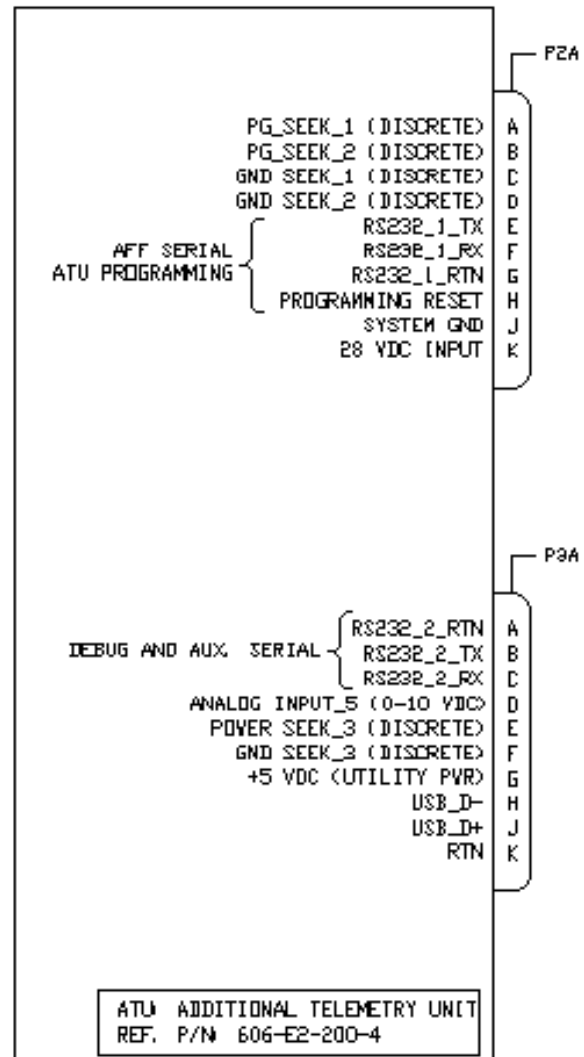 P2A
PG_SEEK_1 (DISCRETE) A
PG_SEEK_2 (DISCRETE) B
GND SEEK_1 (DISCRETE) C
GND SEEK_2 (DISCRETE) D
RS232_1_TX E
AFF SERIAL RS232_1_RX F
ATU PROGRAMMING RS232_1_RTN G
PROGRAMMING RESET H
SYSTEM GND J
28 VDC INPUT K
P3A
RS232_2_RTN A
DEBUG AND AUX. SERIAL RS232_2_TX B
RS232_2_RX C
ANALOG INPUT_5 (0-10 VDC) D
POWER SEEK_3 (DISCRETE) E
GND SEEK_3 (DISCRETE) F
+5 VDC (UTILITY PWR) G
USB_D- H
USB_D+ J
RTN K
ATU: ADDITIONAL TELEMETRY UNIT
REF. P/N: 606-E2-200-4